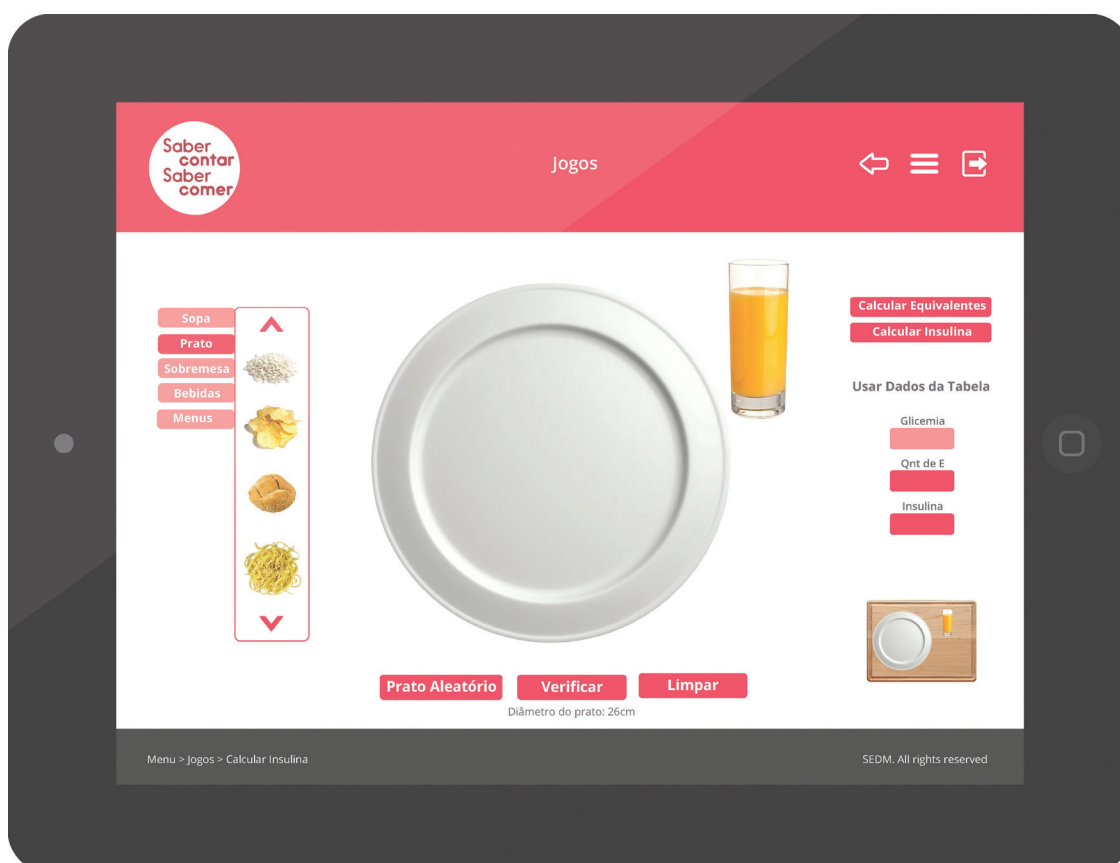 Saber
contar
Saber
comer
Jogos
Sopa
Prato
Sobremesa
Bebidas
Menus
Calcular Equivalentes
Calcular Insulina
Usar Dados da Tabela
Glicemia
Qnt de E
Insulina
Prato Aleatório
Verificar
Limpar
Diâmetro do prato: 26cm
Menu > Jogos > Calcular Insulina
SEDM. All rights reserved